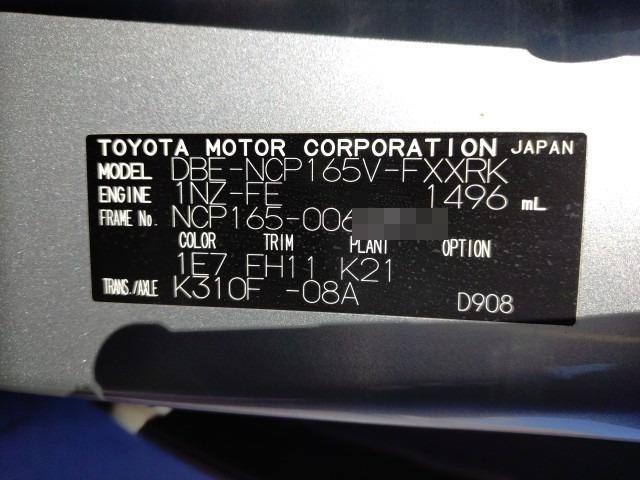 TOYOTA MOTOR CORPORATION JAPAN
MODEL DBE-NCP165V-FXXRK
ENGINE 1NZ-FE 1496 mL
FRAME No. NCP165-006
COLOR TRIM PLANT OPTION
1E7 FH11 K21
TRANS./AXLE K310F -08A
D908